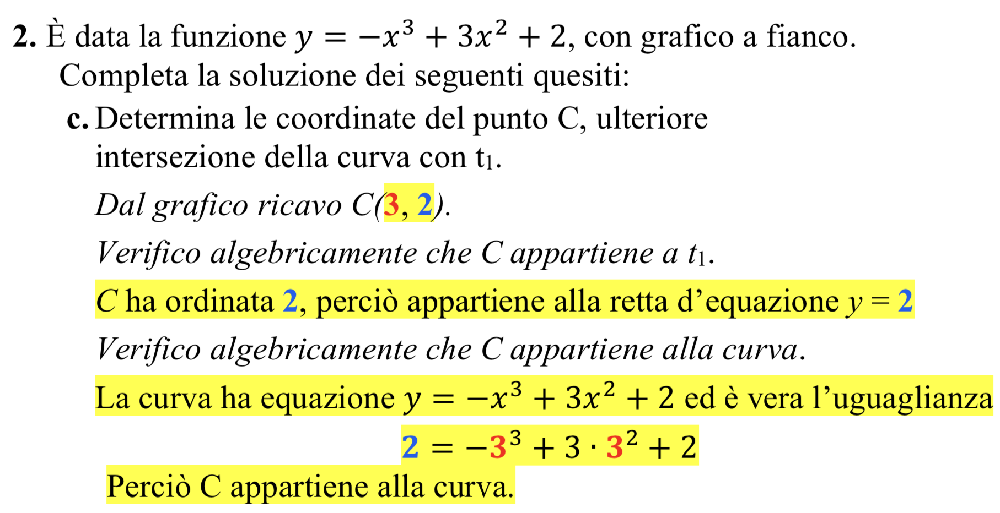 2. È data la funzione y = −x³ + 3x² + 2, con grafico a fianco.
Completa la soluzione dei seguenti quesiti:
c. Determina le coordinate del punto C, ulteriore
intersezione della curva con t₁.
Dal grafico ricavo C(3, 2).
Verifico algebricamente che C appartiene a t₁.
C ha ordinata 2, perciò appartiene alla retta d’equazione y = 2
Verifico algebricamente che C appartiene alla curva.
La curva ha equazione y = −x³ + 3x² + 2 ed è vera l’uguaglianza
2 = −3³ + 3 · 3² + 2
Perciò C appartiene alla curva.